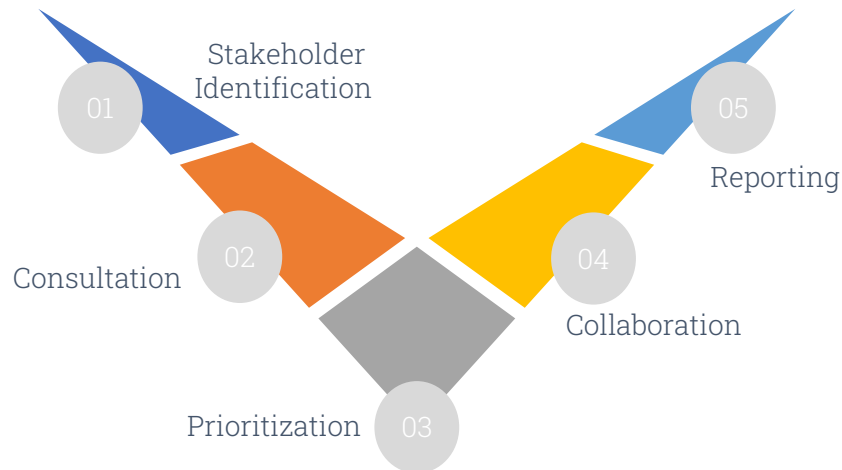 01
Stakeholder
Identification
02
Consultation
03
Prioritization
04
Collaboration
05
Reporting